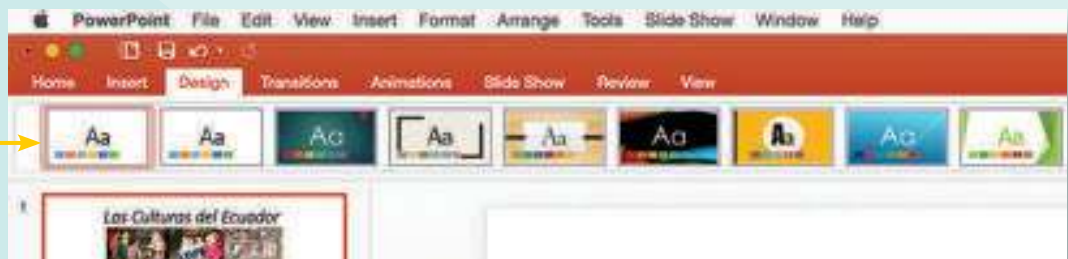 PowerPoint File Edit View Insert Format Arrange Tools Slide Show Window Help
Home Insert Design Transitions Animations Slide Show Review View
Aa Aa Aa Aa Aa Aa Aa Aa Aa
1
Las Culturas del Ecuador